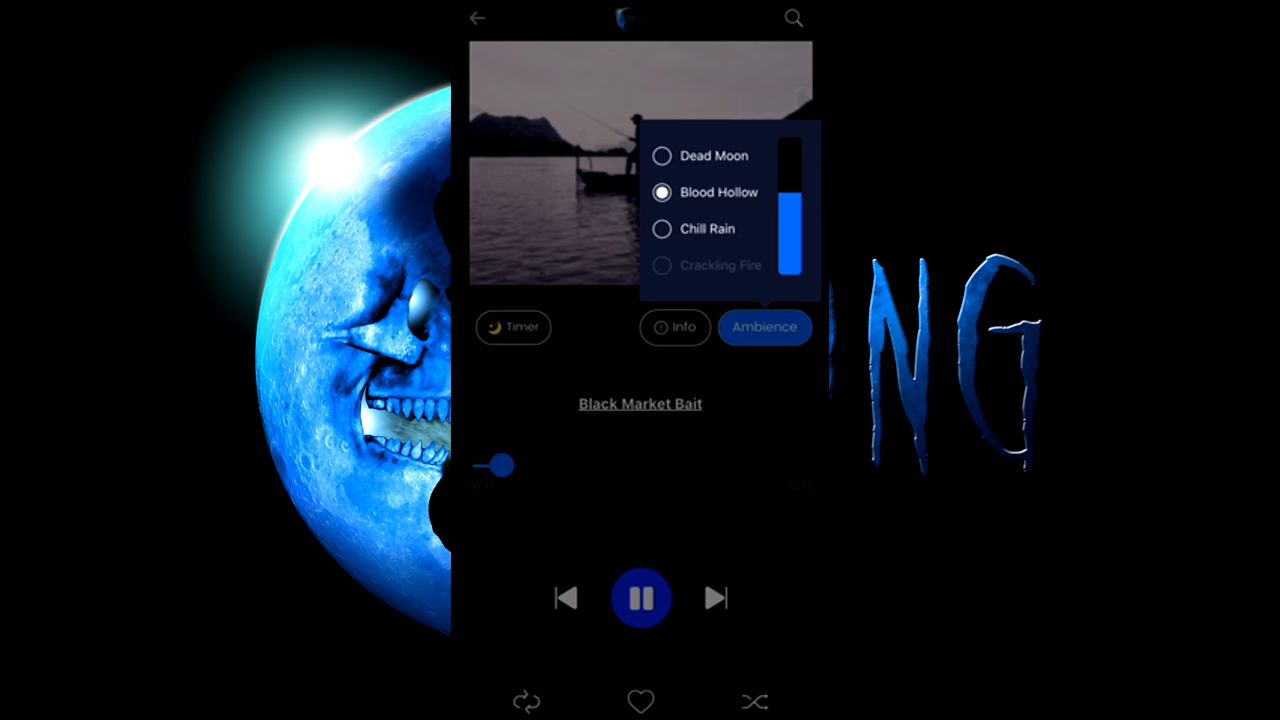 Dead Moon
Blood Hollow
Chill Rain
Crackling Fire
Timer
Info
Ambience
NG
Black Market Bait